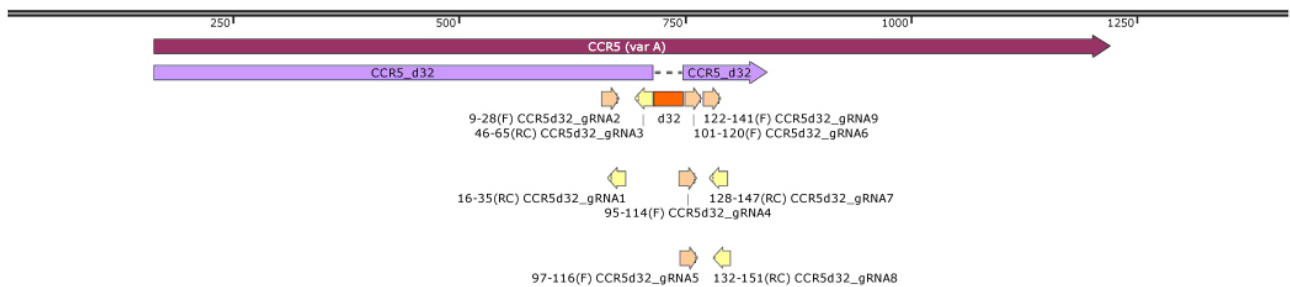 250 500 750 1000 1250
CCR5 (var A)
CCR5_d32 CCR5_d32
9-28(F) CCR5d32_gRNA2 d32 122-141(F) CCR5d32_gRNA9
46-65(RC) CCR5d32_gRNA3 101-120(F) CCR5d32_gRNA6
16-35(RC) CCR5d32_gRNA1 128-147(RC) CCR5d32_gRNA7
95-114(F) CCR5d32_gRNA4
97-116(F) CCR5d32_gRNA5 132-151(RC) CCR5d32_gRNA8